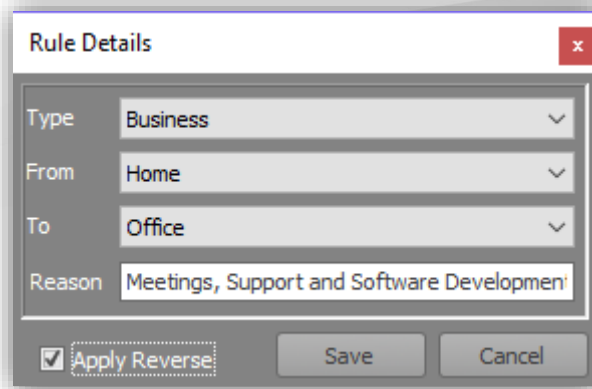 Rule Details
x
Type Business
From Home
To Office
Reason Meetings, Support and Software Development
Apply Reverse Save Cancel